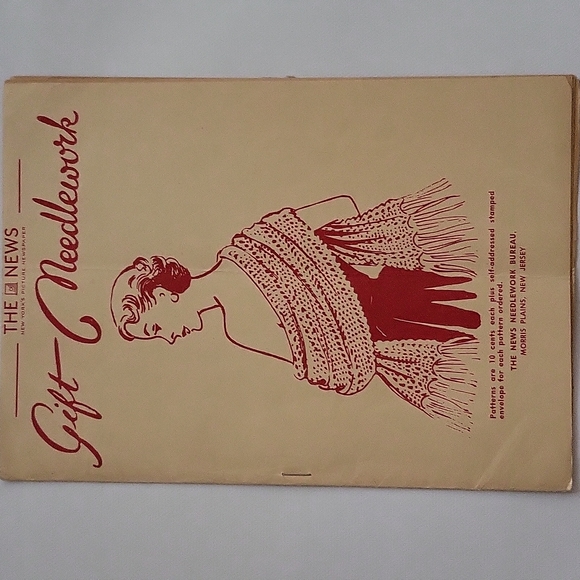 THE NEWS
NEW YORK'S PICTURE NEWSPAPER
Gift Needlework
Patterns are 10 cents each plus self-addressed stamped
envelope for each pattern ordered.
THE NEWS NEEDLEWORK BUREAU,
MORRIS PLAINS, NEW JERSEY